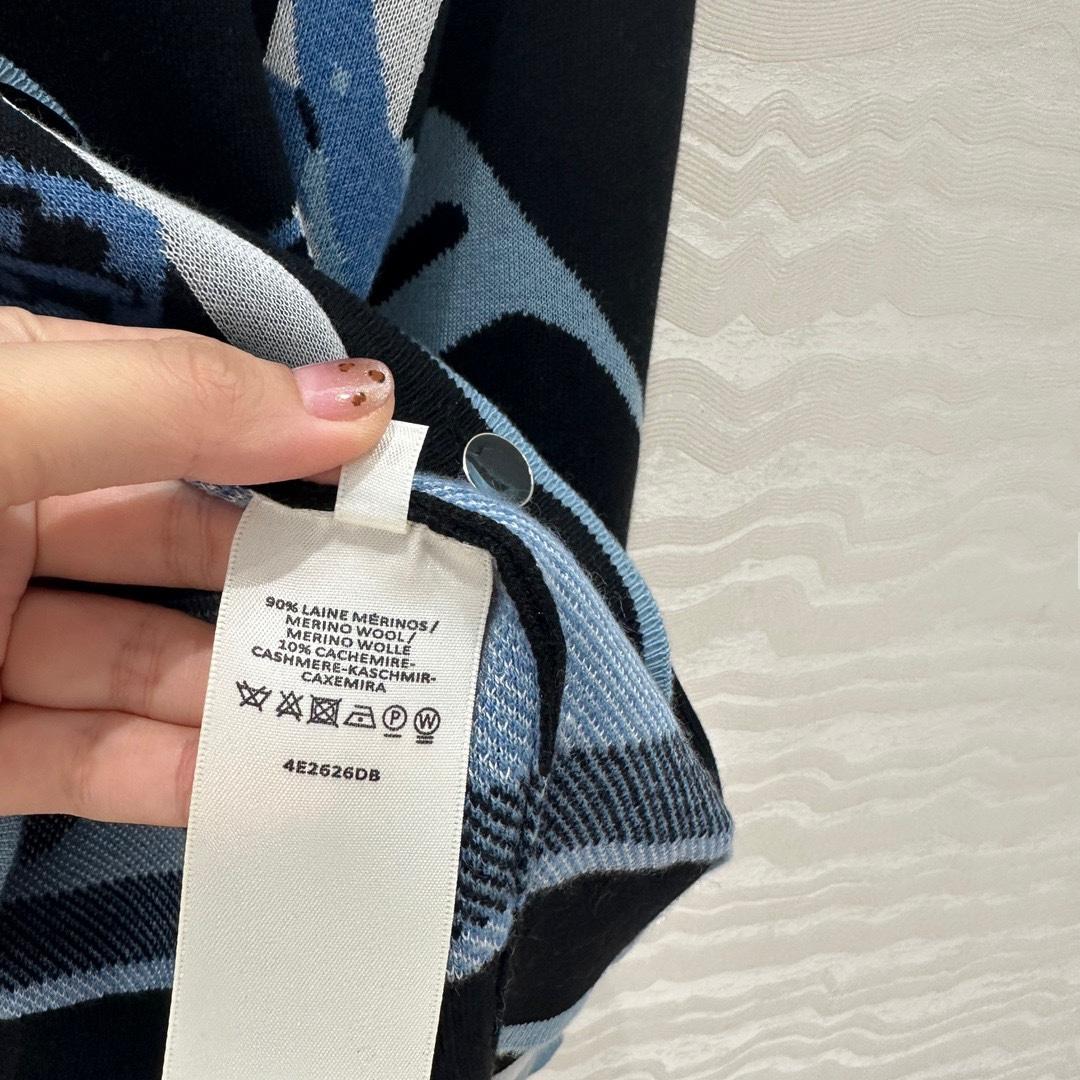 90% LAINE MÉRINOS/
MERINO WOOL/
MERINO WOLLE
10% CACHEMIRE-
CASHMERE-KASCHMIR-
CAXEMIRA
P W
4E2626DB